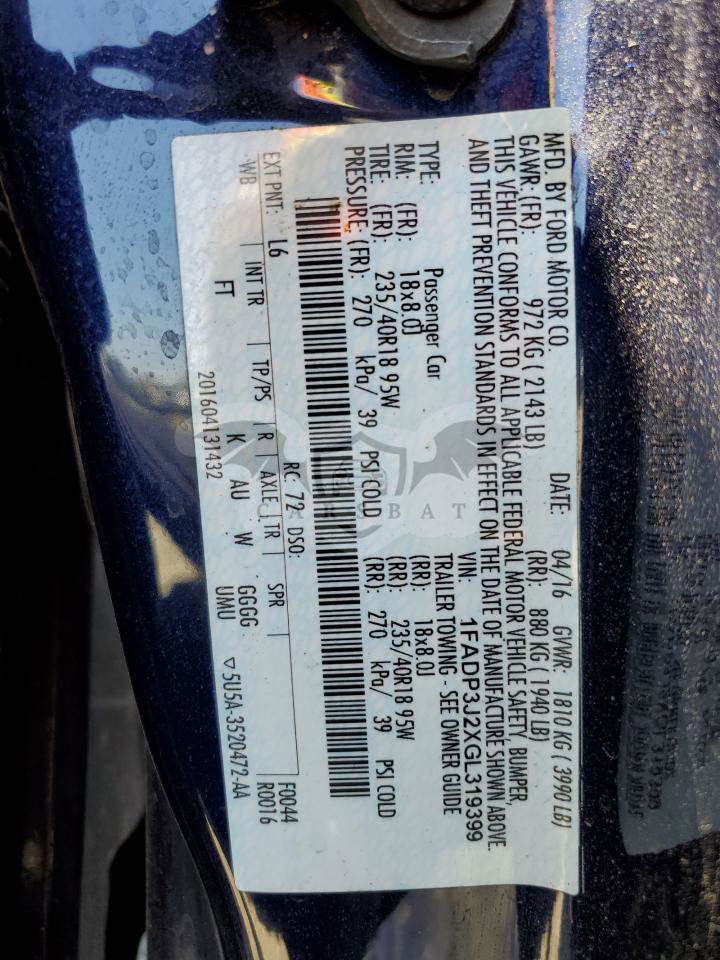 MFD. BY FORD MOTOR CO. DATE: 04/16 GVWR: 1810 KG ( 3990 LB)
GAWR: (FR): 972 KG ( 2143 LB) (RR): 880 KG ( 1940 LB)
THIS VEHICLE CONFORMS TO ALL APPLICABLE FEDERAL MOTOR VEHICLE SAFETY, BUMPER,
AND THEFT PREVENTION STANDARDS IN EFFECT ON THE DATE OF MANUFACTURE SHOWN ABOVE.
VIN: 1FADP3J2XGL319399
TYPE: Passenger Car TRAILER TOWING - SEE OWNER GUIDE
RIM: (FR): 18x8.0J (RR): 18x8.0J
TIRE: (FR): 235/40R18 95W (RR): 235/40R18 95W
PRESSURE: (FR): 270 kPa/ 39 PSI COLD (RR): 270 kPa/ 39 PSI COLD
RC: 72 DSO: F0044
EXT PNT: L6 R0016
WB INT TR TP/PS R AXLE TR SPR
FT K AU W GGGG
201604131432 UMU ▽5U5A-3520472-AA
CARSBAT